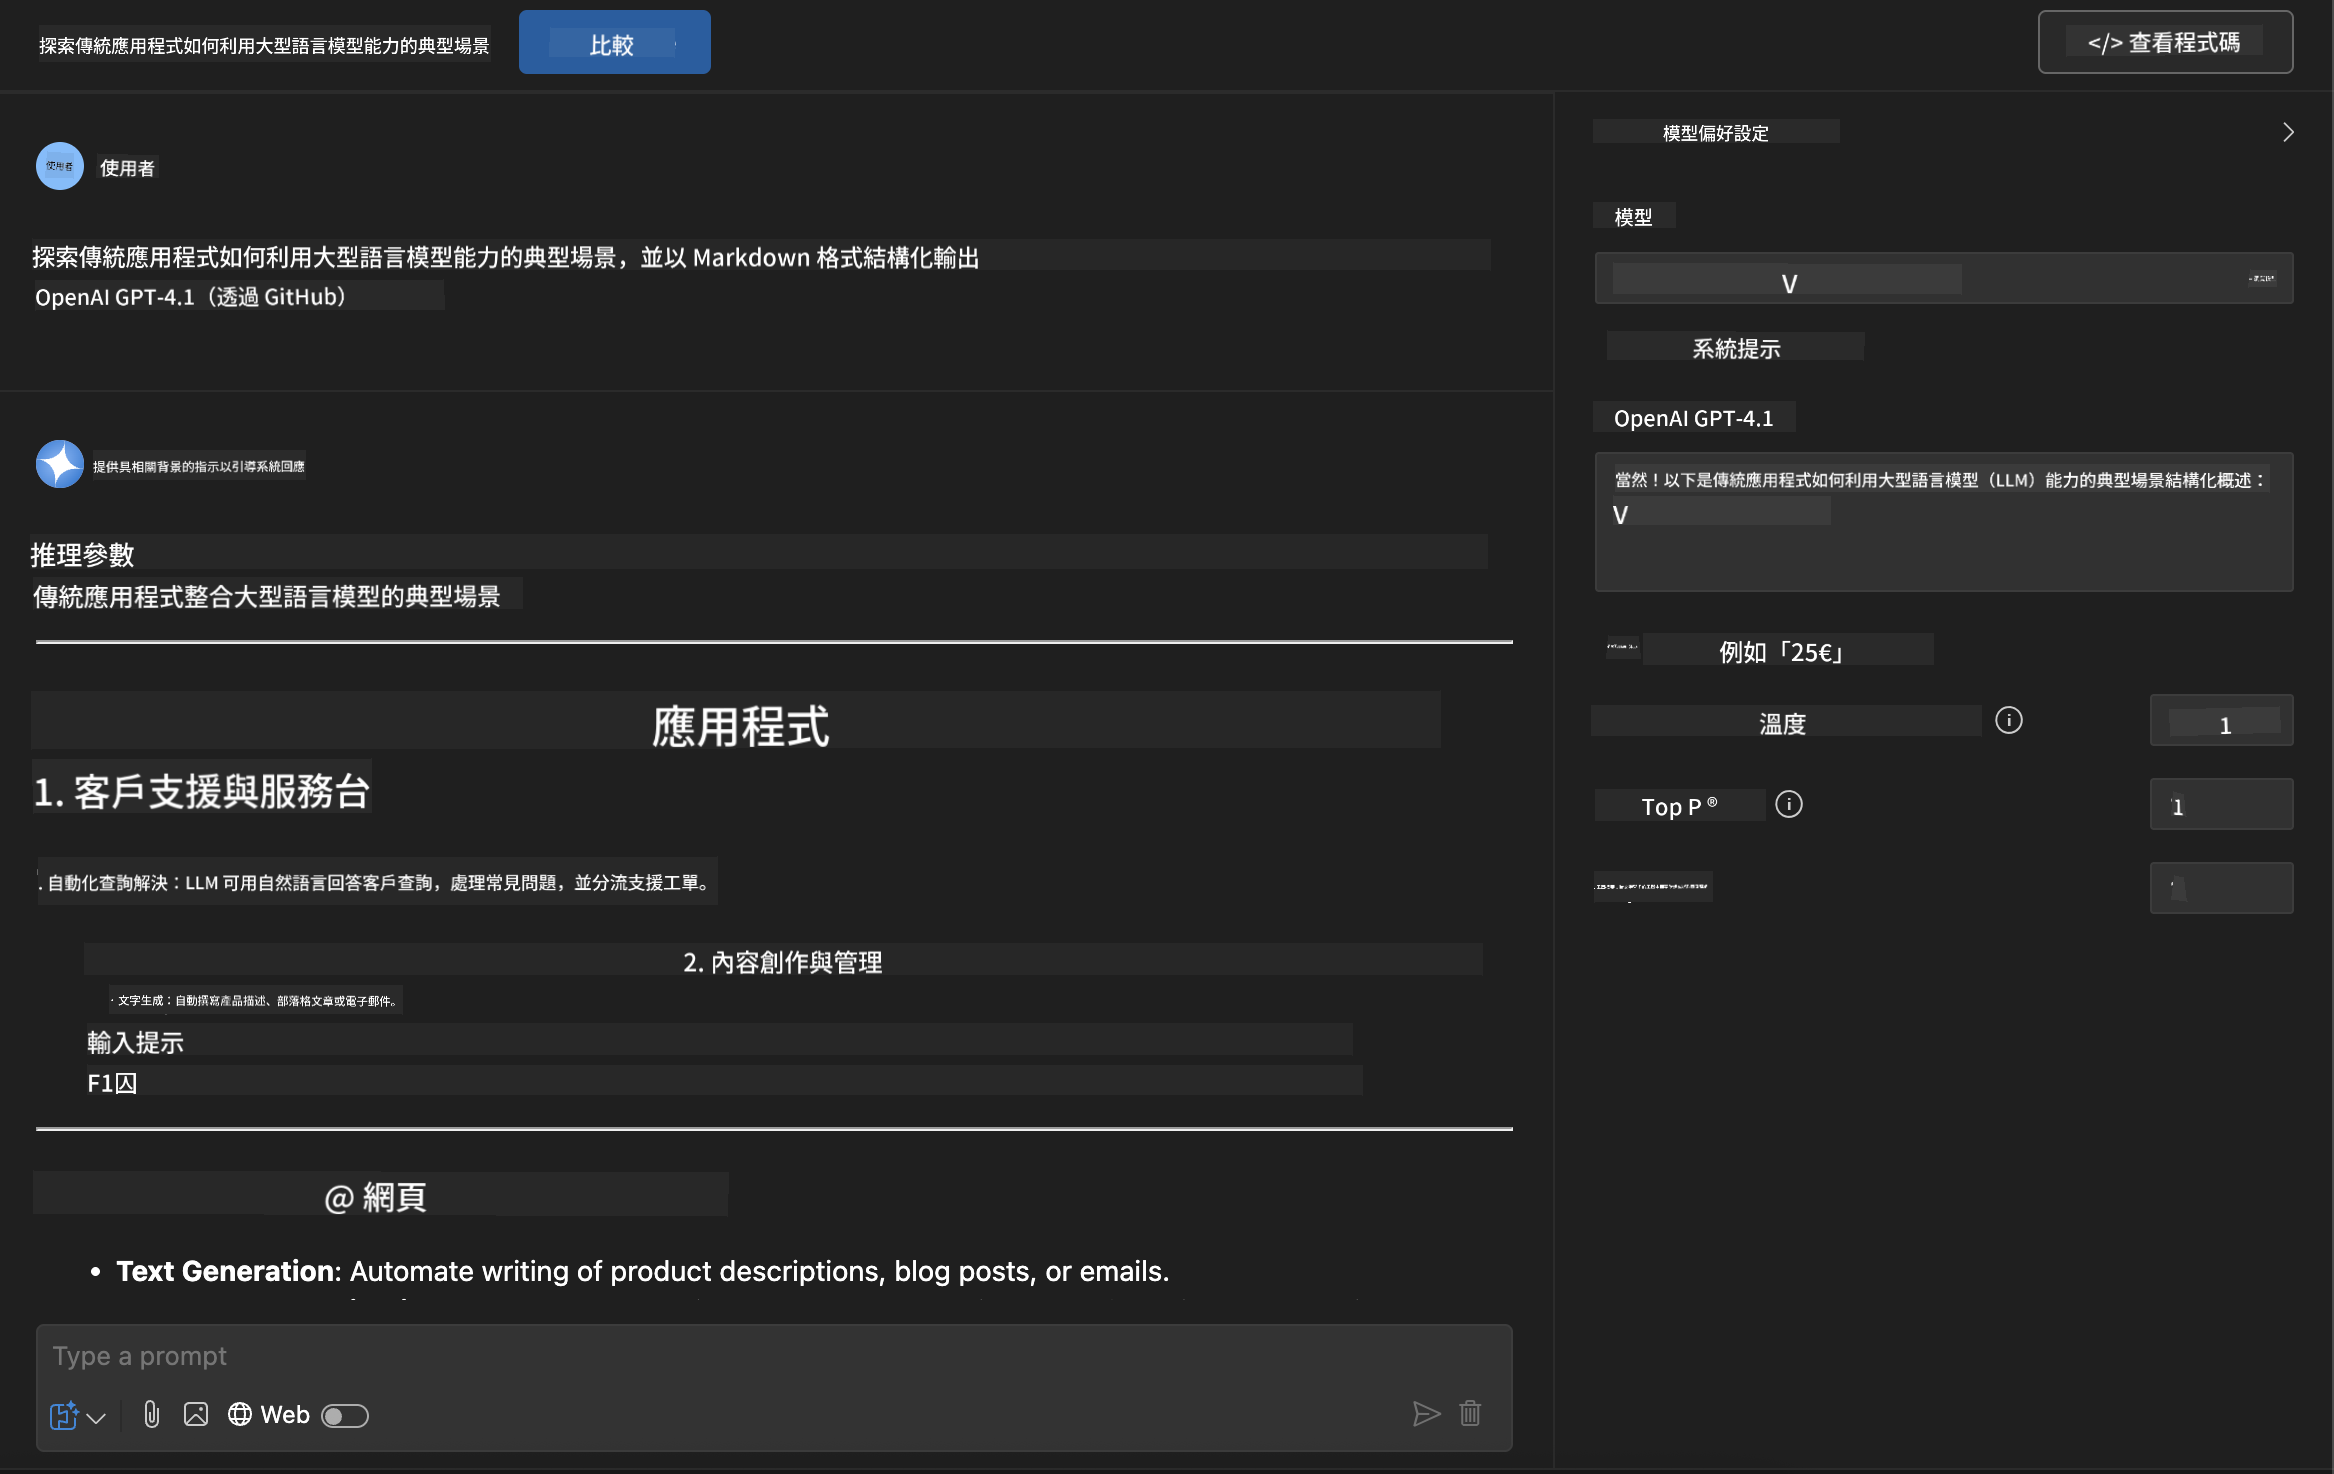 探索傳統應用程式如何利用大型語言模型能力的典型場景
比較
</> 查看程式碼
使用者
使用者
探索傳統應用程式如何利用大型語言模型能力的典型場景，並以 Markdown 格式結構化輸出
OpenAI GPT-4.1（透過 GitHub）
提供具相關背景的指示以引導系統回應
推理參數
傳統應用程式整合大型語言模型的典型場景
應用程式
1. 客戶支援與服務台
. 自動化查詢解決：LLM 可用自然語言回答客戶查詢，處理常見問題，並分流支援工單。
2. 內容創作與管理
· 文字生成：自動撰寫產品描述、部落格文章或電子郵件。
輸入提示
F1囚
@ 網頁
• Text Generation: Automate writing of product descriptions, blog posts, or emails.
Type a prompt
Web
模型偏好設定
模型
V
系統提示
OpenAI GPT-4.1
當然！以下是傳統應用程式如何利用大型語言模型（LLM）能力的典型場景結構化概述：
V
例如「25€」
溫度
1
Top P ®
1